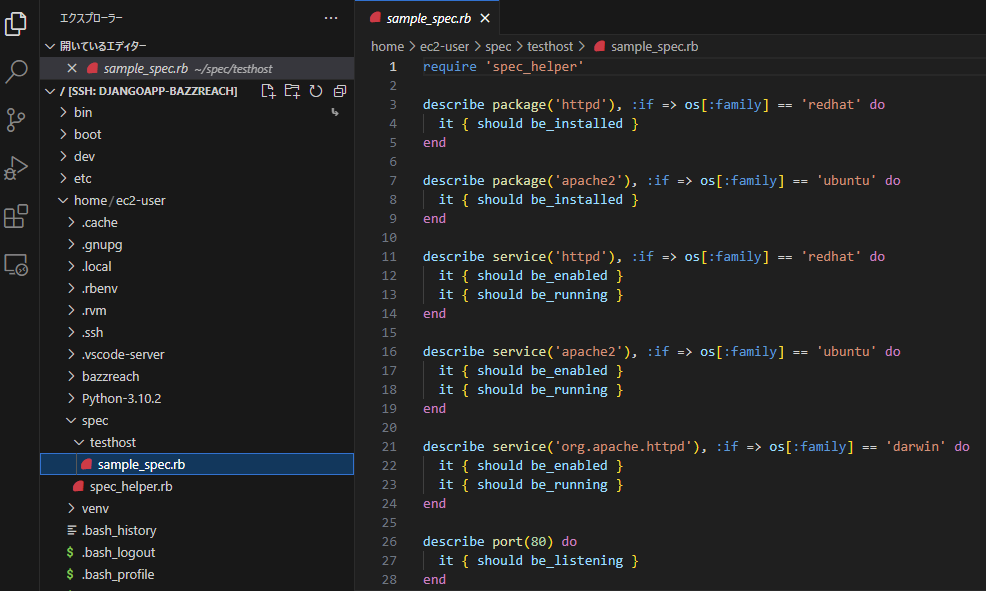 エクスプローラー ···
開いているエディター
sample_spec.rb ~/spec/testhost
/ [SSH: DJANGOAPP-BAZZREACH]
bin
boot
dev
etc
home/ec2-user
.cache
.gnupg
.local
.rbenv
.rvm
.ssh
.vscode-server
bazzreach
Python-3.10.2
spec
testhost
sample_spec.rb
spec_helper.rb
venv
.bash_history
$ .bash_logout
$ .bash_profile
sample_spec.rb
home > ec2-user > spec > testhost > sample_spec.rb
1 require 'spec_helper'
2
3 describe package('httpd'), :if => os[:family] == 'redhat' do
4 it { should be_installed }
5 end
6
7 describe package('apache2'), :if => os[:family] == 'ubuntu' do
8 it { should be_installed }
9 end
10
11 describe service('httpd'), :if => os[:family] == 'redhat' do
12 it { should be_enabled }
13 it { should be_running }
14 end
15
16 describe service('apache2'), :if => os[:family] == 'ubuntu' do
17 it { should be_enabled }
18 it { should be_running }
19 end
20
21 describe service('org.apache.httpd'), :if => os[:family] == 'darwin' do
22 it { should be_enabled }
23 it { should be_running }
24 end
25
26 describe port(80) do
27 it { should be_listening }
28 end